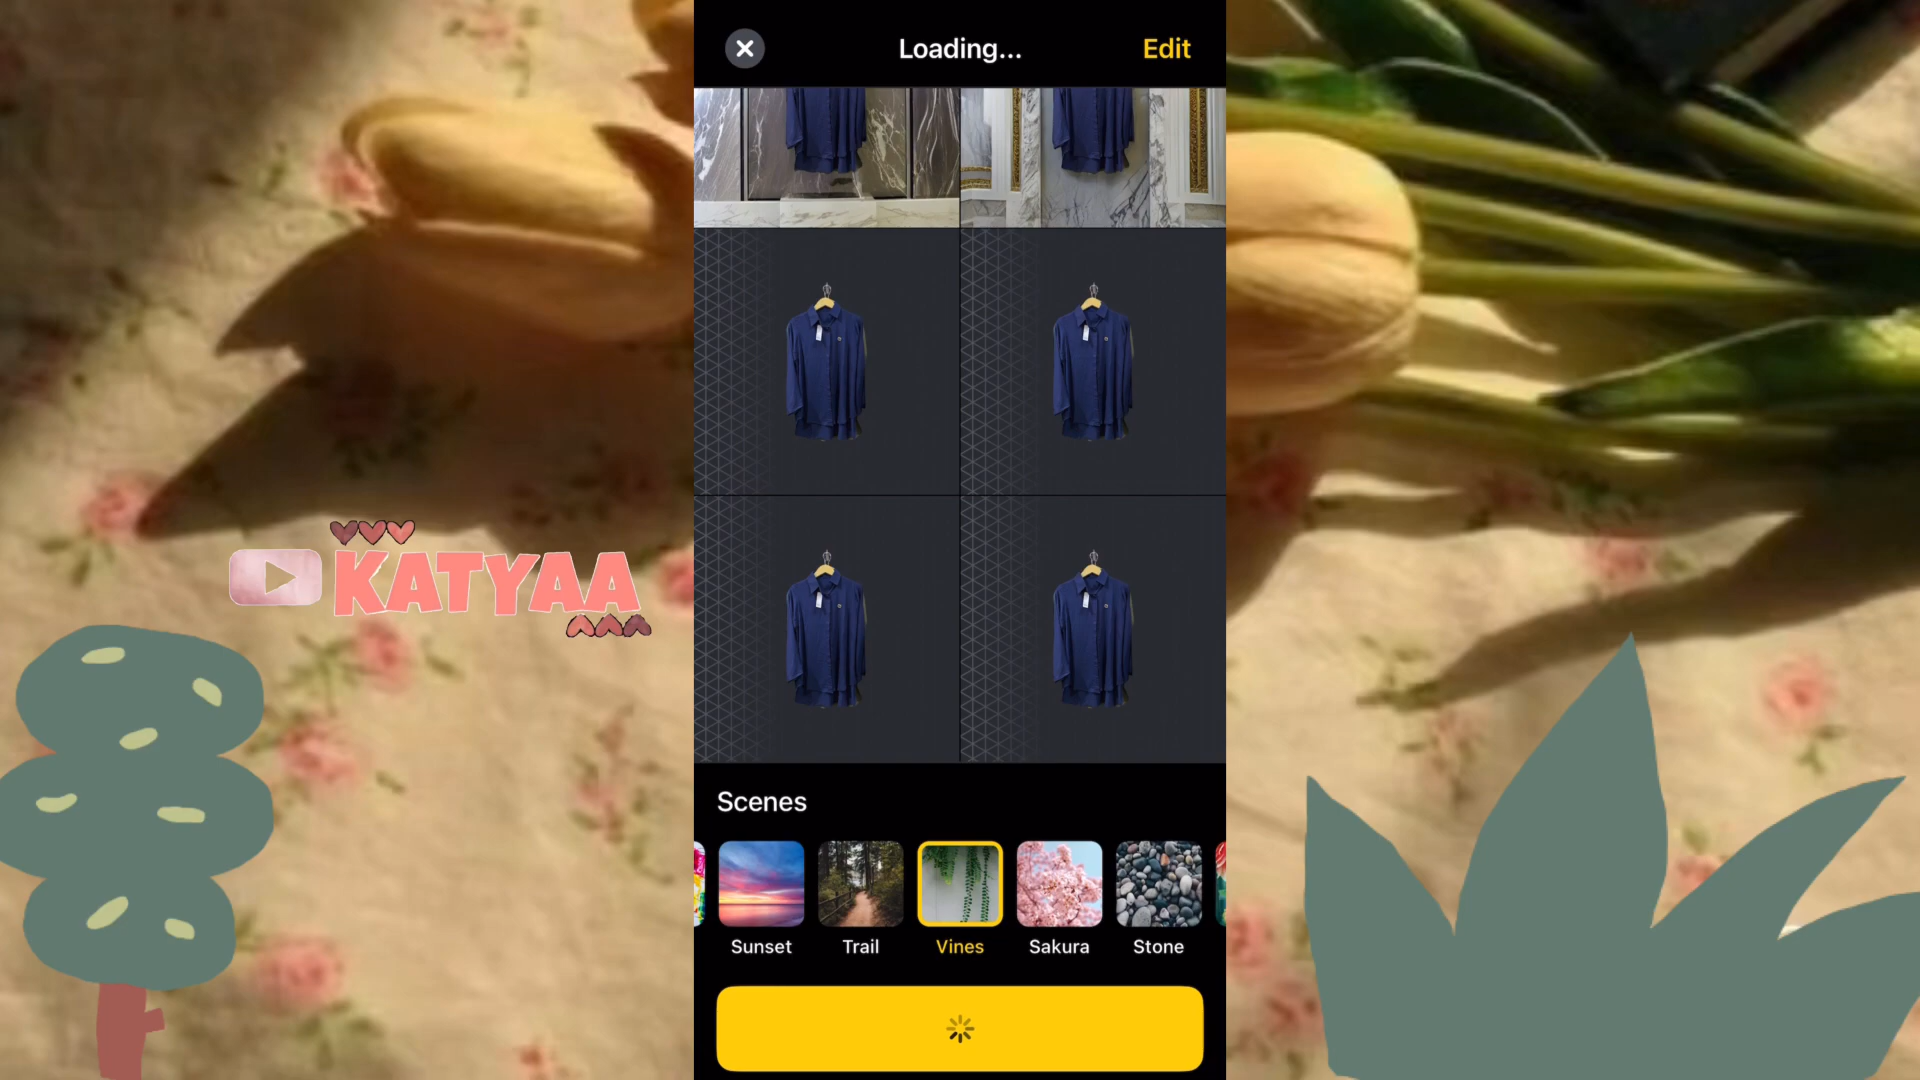 Loading...
Edit
KATYAA
Scenes
Sunset
Trail
Vines
Sakura
Stone